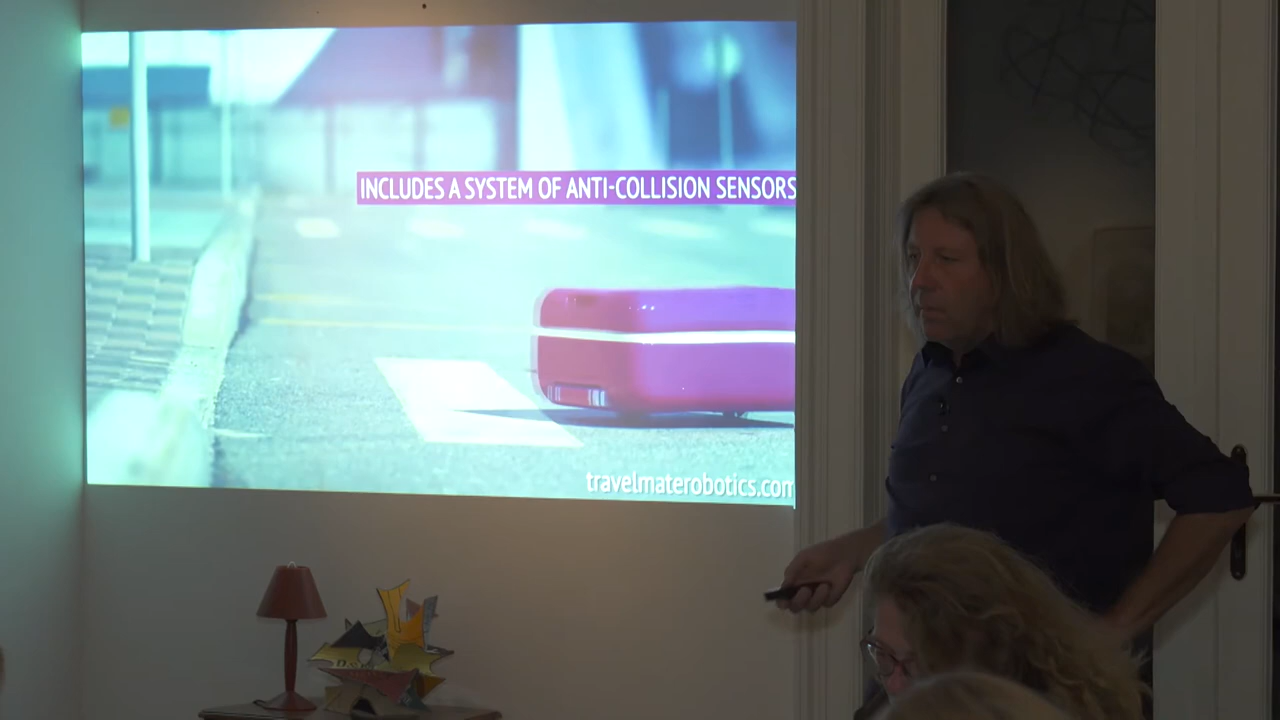 INCLUDES A SYSTEM OF ANTI-COLLISION SENSORS
travelmaterobotics.com